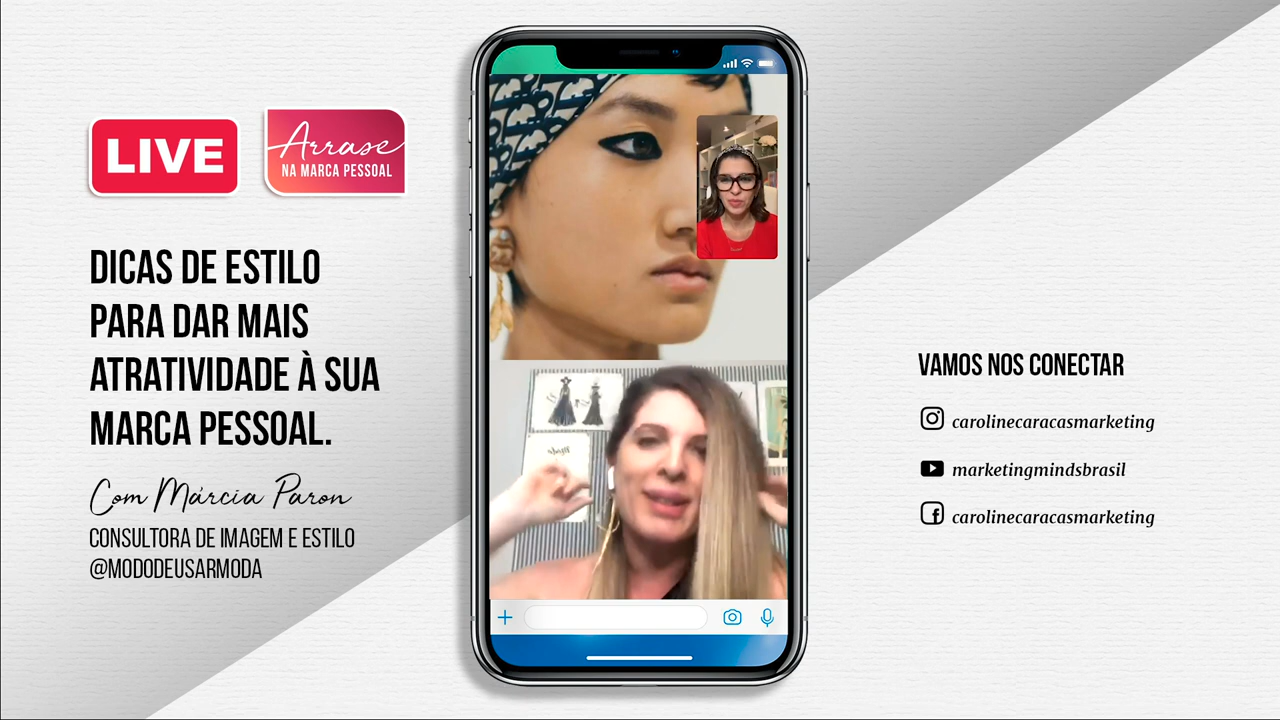 LIVE
Arrase
NA MARCA PESSOAL
DICAS DE ESTILO
PARA DAR MAIS
ATRATIVIDADE À SUA
MARCA PESSOAL.
Com Márcia Paron
CONSULTORA DE IMAGEM E ESTILO
@MODODEUSARMODA
VAMOS NOS CONECTAR
carolinecaracasmarketing
marketingmindsbrasil
carolinecaracasmarketing